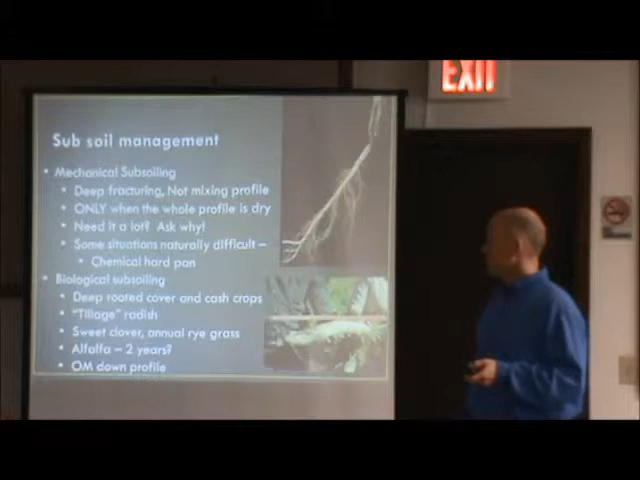 EXIT
Sub soil management
• Mechanical Subsoiling
• Deep fracturing, Not mixing profile
• ONLY when the whole profile is dry
• Need it a lot? Ask why!
• Some situations naturally difficult –
• Chemical hard pan
• Biological subsoiling
• Deep rooted cover and cash crops
• “Tillage” radish
• Sweet clover, annual rye grass
• Alfalfa – 2 years?
• OM down profile